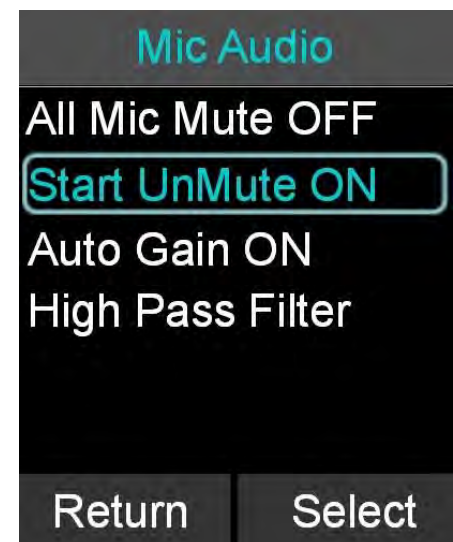 Mic Audio
All Mic Mute OFF
Start UnMute ON
Auto Gain ON
High Pass Filter
Return Select